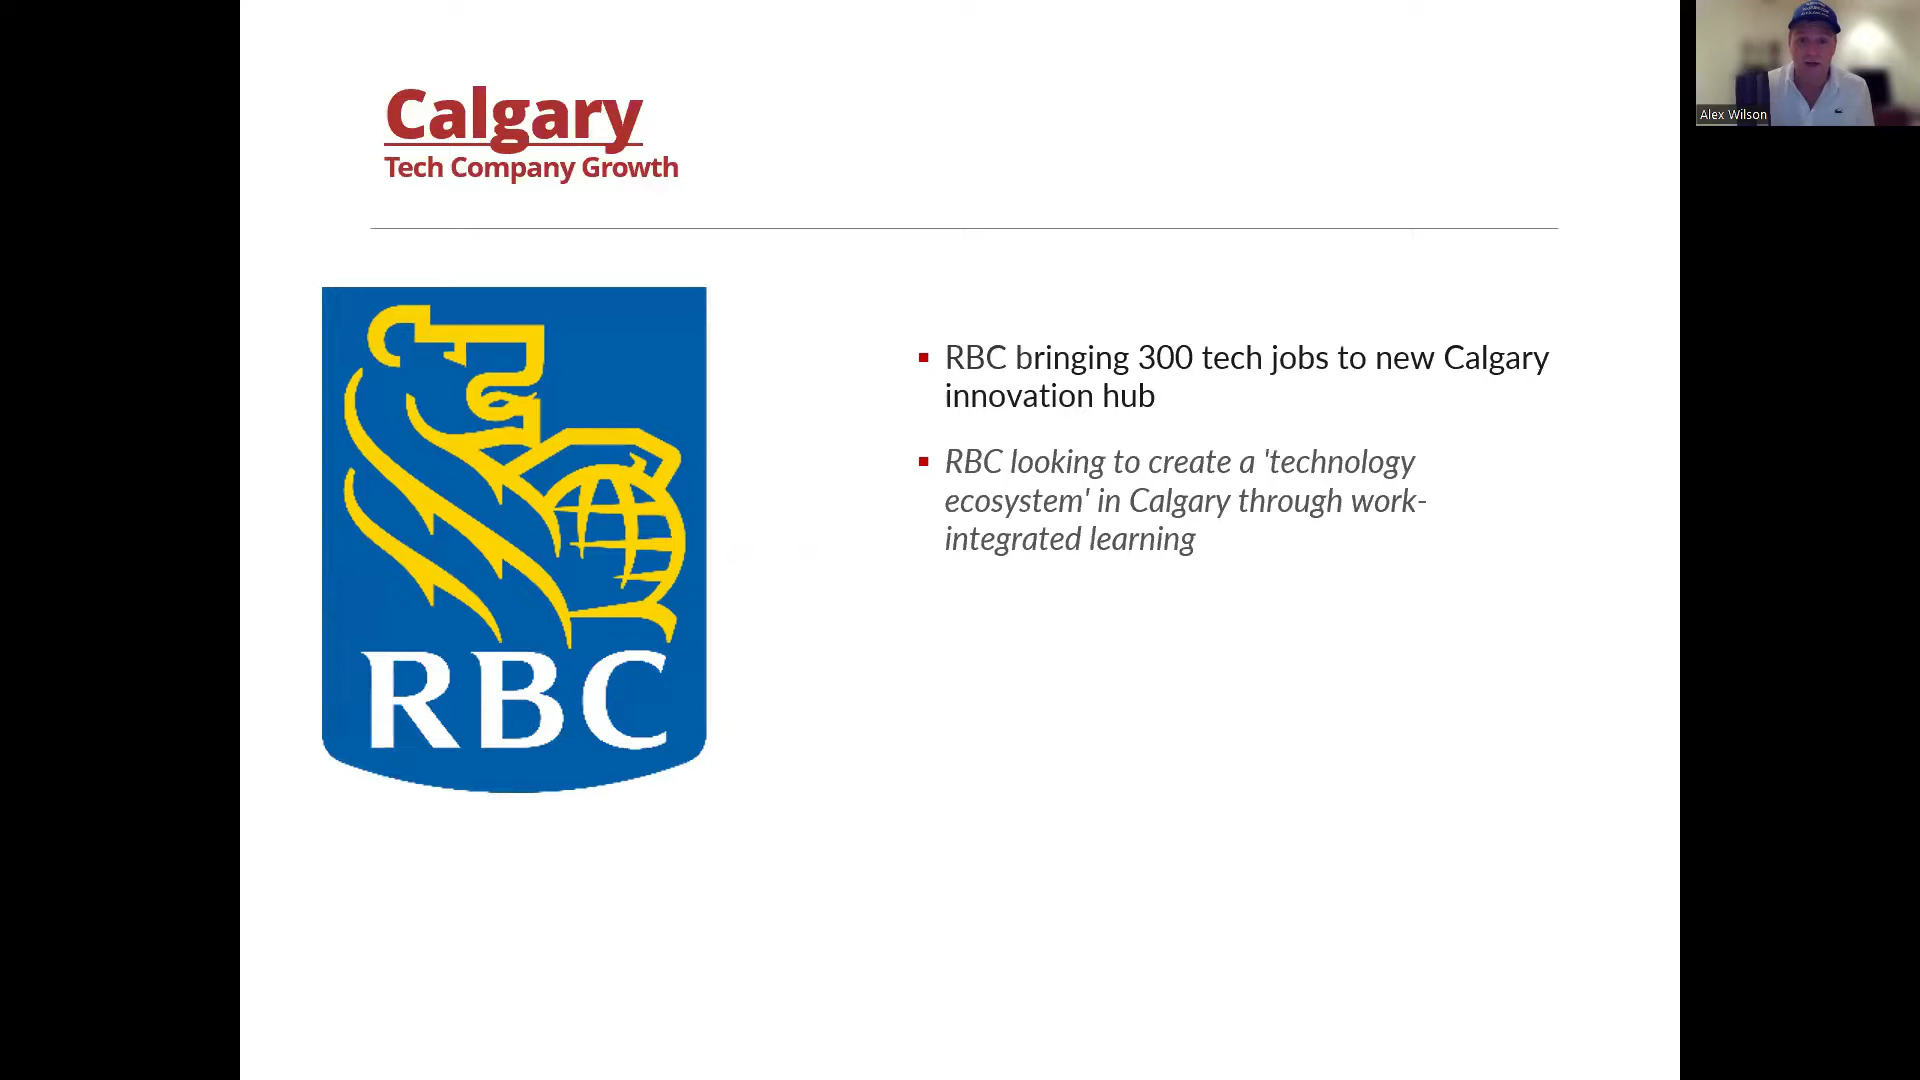 Calgary
Tech Company Growth
RBC bringing 300 tech jobs to new Calgary
innovation hub
RBC looking to create a 'technology
ecosystem' in Calgary through work-
integrated learning
RBC
Alex Wilson